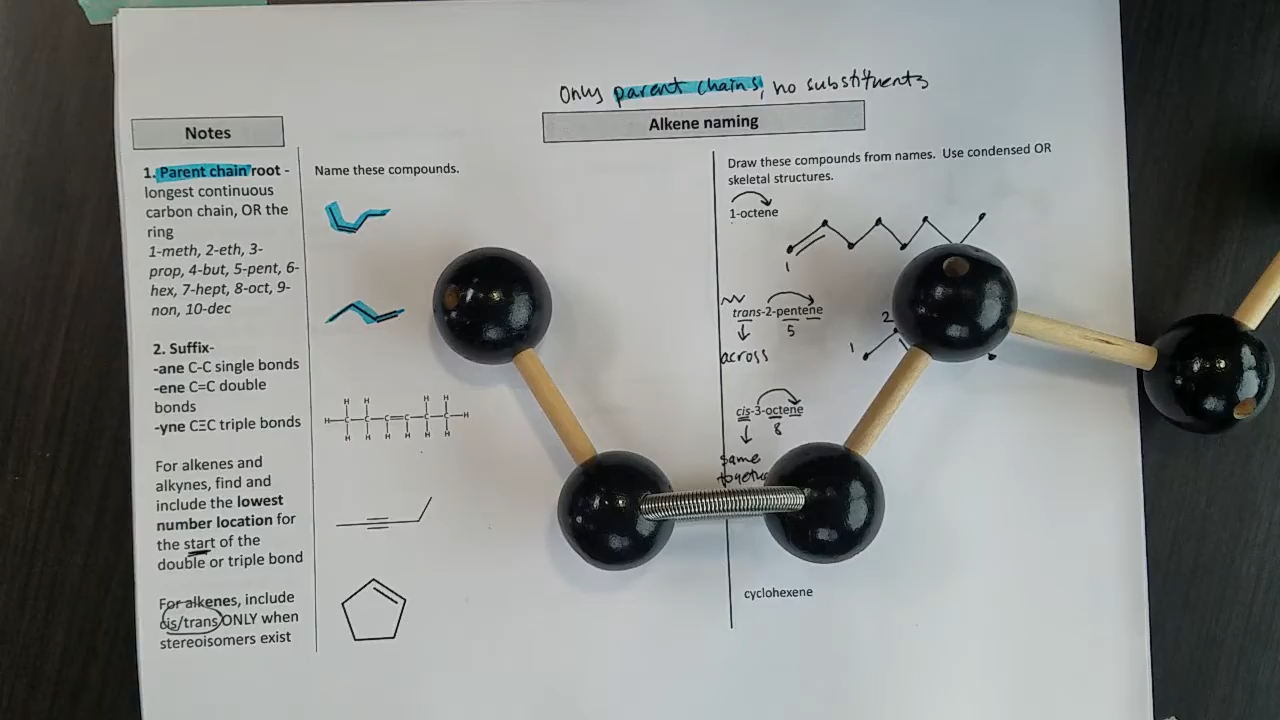 Only parent chains, no substituents
Alkene naming
Notes
1. Parent chain root -
longest continuous
carbon chain, OR the
ring
1-meth, 2-eth, 3-
prop, 4-but, 5-pent, 6-
hex, 7-hept, 8-oct, 9-
non, 10-dec
2. Suffix-
-ane C-C single bonds
-ene C=C double
bonds
-yne CΞC triple bonds
For alkenes and
alkynes, find and
include the lowest
number location for
the start of the
double or triple bond
For alkenes, include
cis/trans ONLY when
stereoisomers exist
Name these compounds.
H H H H
H C C C C C C H
H H H H H H
Draw these compounds from names. Use condensed OR
skeletal structures.
1-octene
1
trans-2-pentene
5
across
2
1
cis-3-octene
8
same
cyclohexene